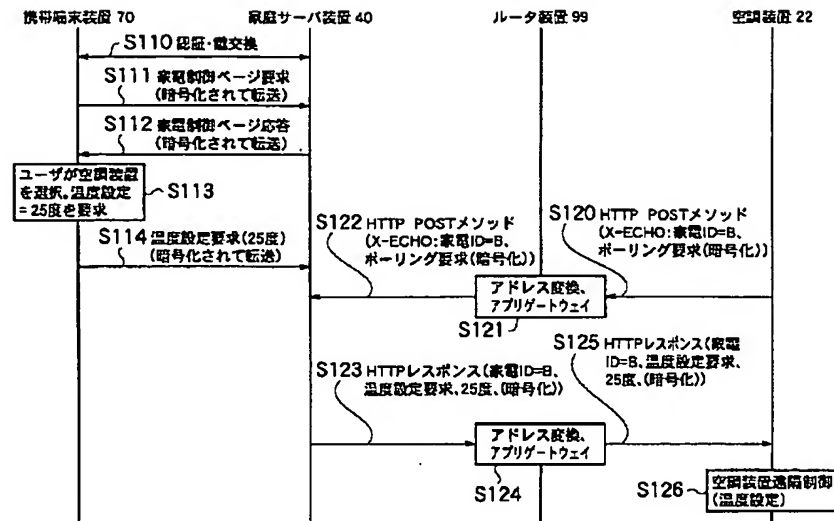 携帯端末装置 70
家庭サーバ装置 40
ルータ装置 99
空調装置 22
S110 認証・鍵交換
S111 家電制御ページ要求
(暗号化されて転送)
S112 家電制御ページ応答
(暗号化されて転送)
ユーザが空調装置
を選択。温度設定
=25度を要求
S113
S114 温度設定要求(25度)
(暗号化されて転送)
S122 HTTP POSTメソッド
(X-ECHO:家電ID=B、
ポーリング要求(暗号化))
S120 HTTP POSTメソッド
(X-ECHO:家電ID=B、
ポーリング要求(暗号化))
アドレス変換、
アプリゲートウェイ
S121
S123 HTTPレスポンス(家電ID=B、
温度設定要求、25度、(暗号化))
S125 HTTPレスポンス(家電
ID=B、温度設定要求、
25度、(暗号化))
アドレス変換、
アプリゲートウェイ
S124
S126
空調装置遠隔制御
(温度設定)